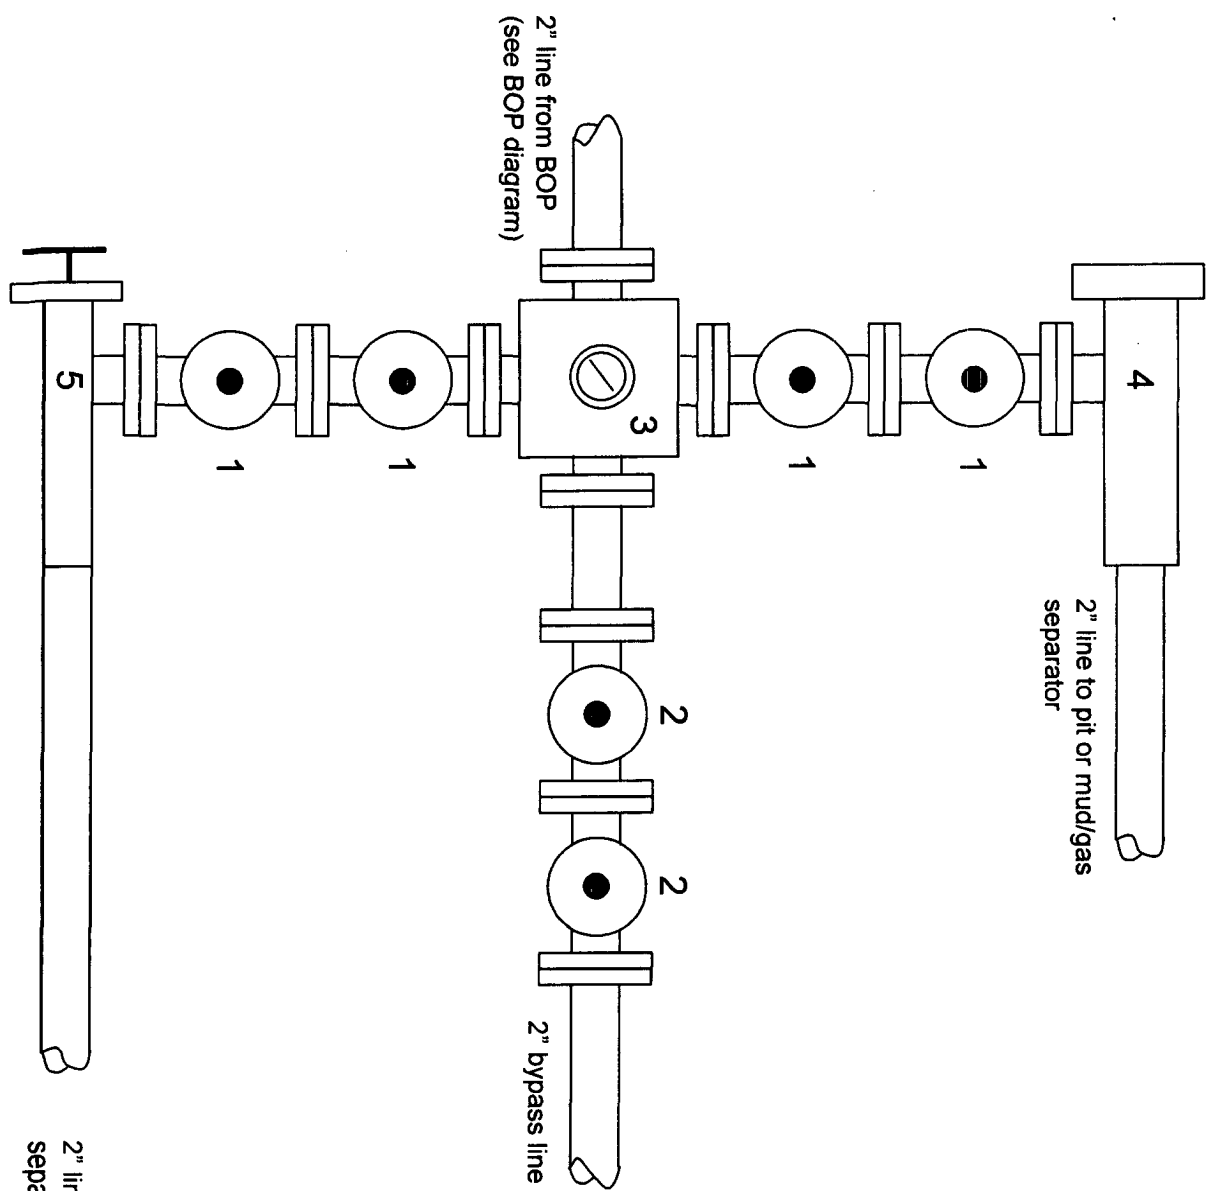 2" line from BOP
(see BOP diagram)
4
2" line to pit or mud/gas
separator
1
1
3
2
2
2" bypass line
1
1
5
2"